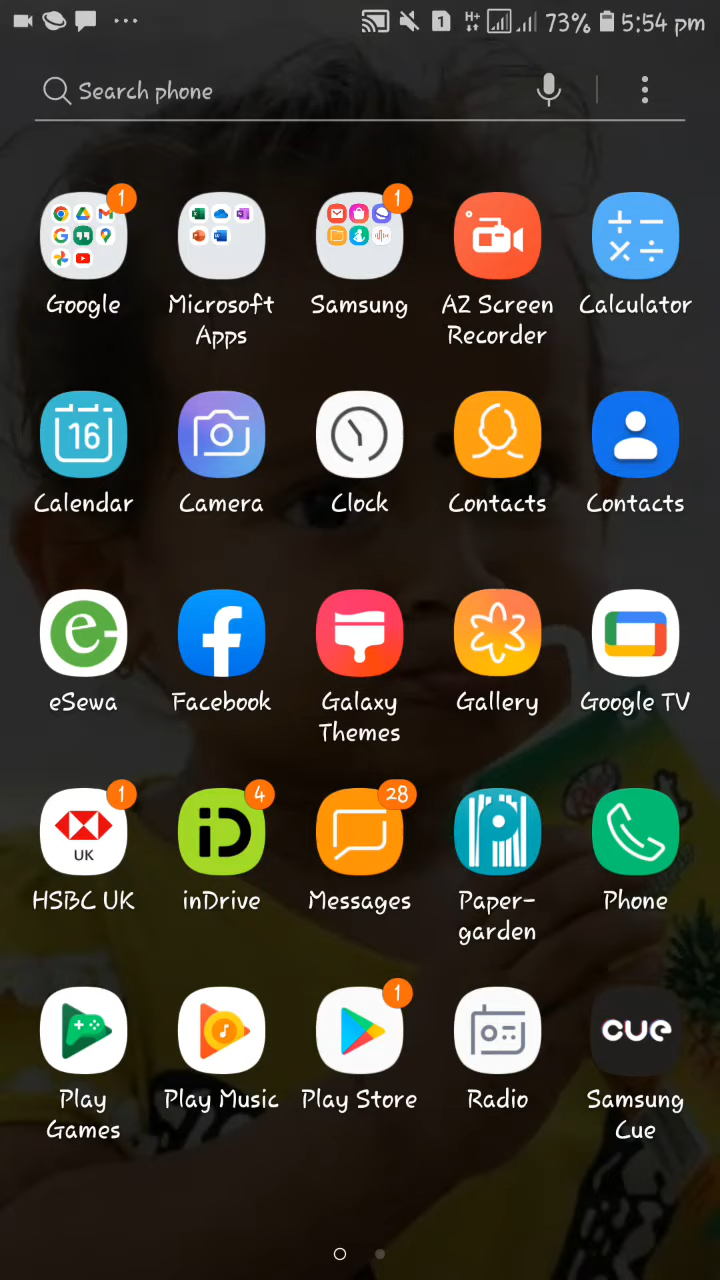 1 H+ 73% 5:54 pm
Search phone
1 1
Google Microsoft Apps Samsung AZ Screen Recorder Calculator
16
Calendar Camera Clock Contacts Contacts
eSewa Facebook Galaxy Themes Gallery Google TV
1 4 28
UK iD
HSBC UK inDrive Messages Paper-garden Phone
1
cue
Play Games Play Music Play Store Radio Samsung Cue